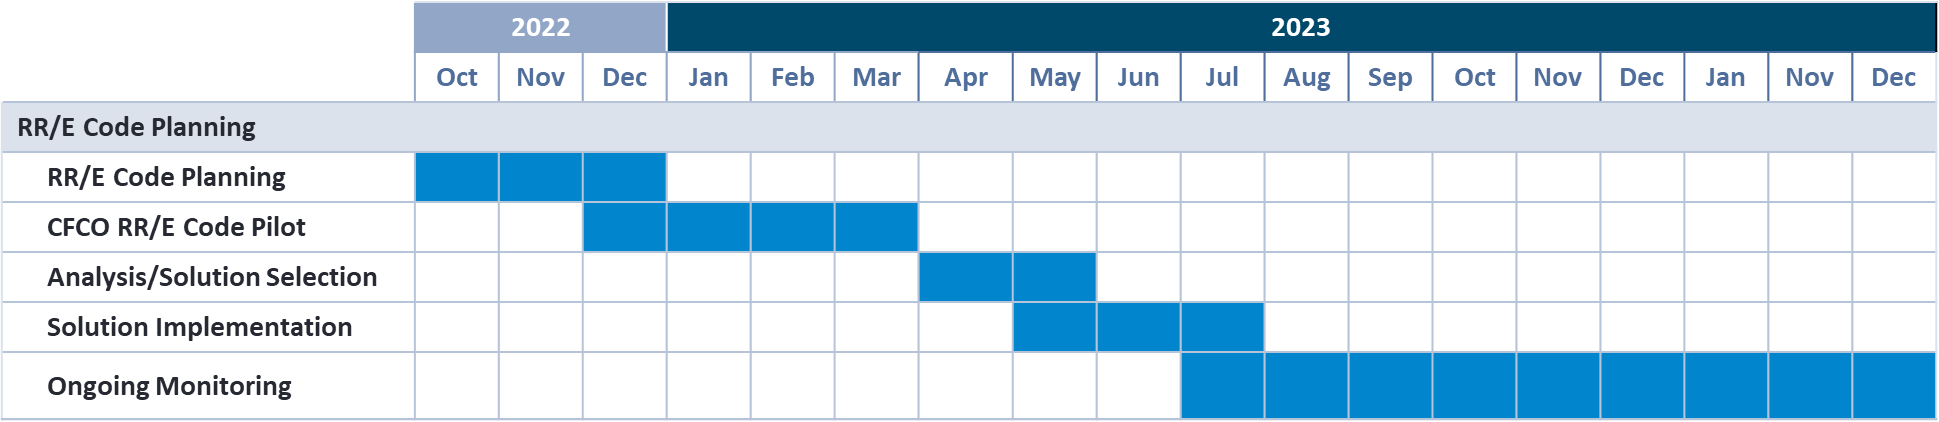 2022 2023
Oct Nov Dec Jan Feb Mar Apr May Jun Jul Aug Sep Oct Nov Dec Jan Nov Dec
RR/E Code Planning
RR/E Code Planning
CFCO RR/E Code Pilot
Analysis/Solution Selection
Solution Implementation
Ongoing Monitoring